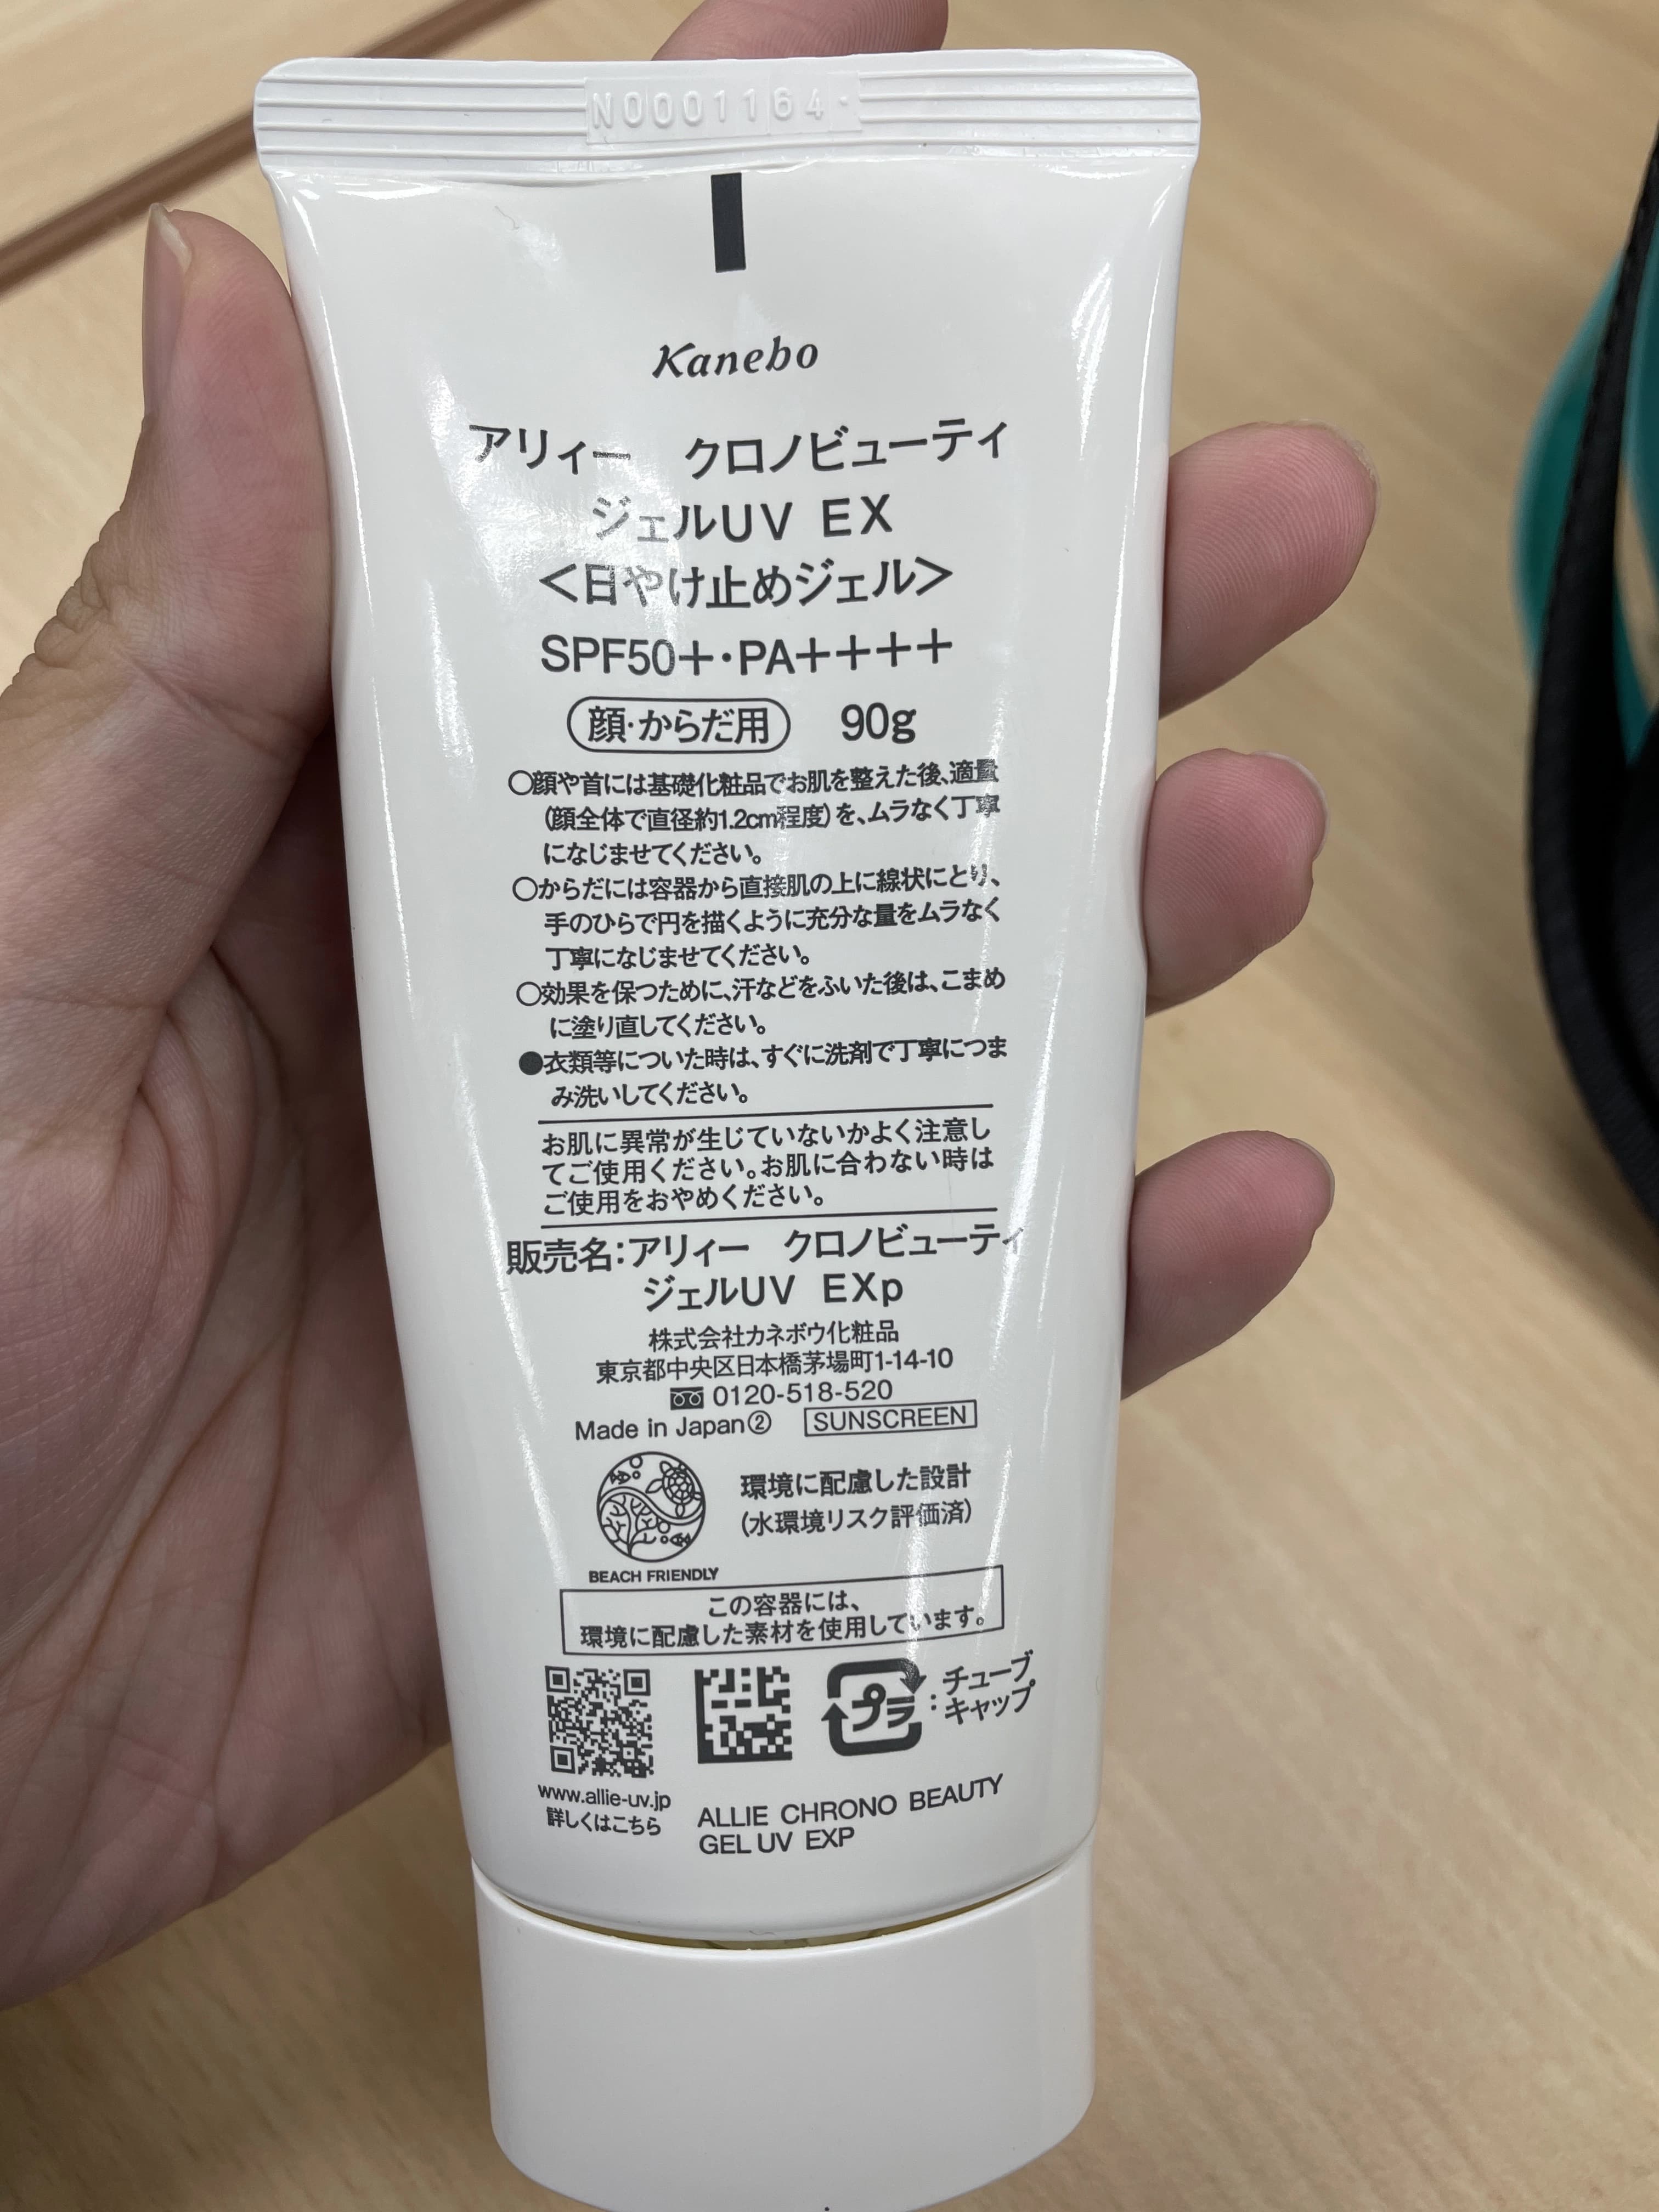 N0001164
Kanebo
アリィー クロノビューティ
ジェルUV EX
＜日やけ止めジェル＞
SPF50+・PA++++
顔・からだ用 90g
○顔や首には基礎化粧品でお肌を整えた後、適量
(顔全体で直径約1.2cm程度)を、ムラなく丁寧
になじませてください。
○からだには容器から直接肌の上に線状にとり、
手のひらで円を描くように充分な量をムラなく
丁寧になじませてください。
○効果を保つために、汗などをふいた後は、こまめ
に塗り直してください。
●衣類等についた時は、すぐに洗剤で丁寧につま
み洗いしてください。
お肌に異常が生じていないかよく注意し
てご使用ください。お肌に合わない時は
ご使用をおやめください。
販売名：アリィー クロノビューティ
ジェルUV EXp
株式会社カネボウ化粧品
東京都中央区日本橋茅場町1-14-10
0120-518-520
Made in Japan② SUNSCREEN
環境に配慮した設計
(水環境リスク評価済)
BEACH FRIENDLY
この容器には、
環境に配慮した素材を使用しています。
プラ：チューブ
キャップ
www.allie-uv.jp
詳しくはこちら
ALLIE CHRONO BEAUTY
GEL UV EXP